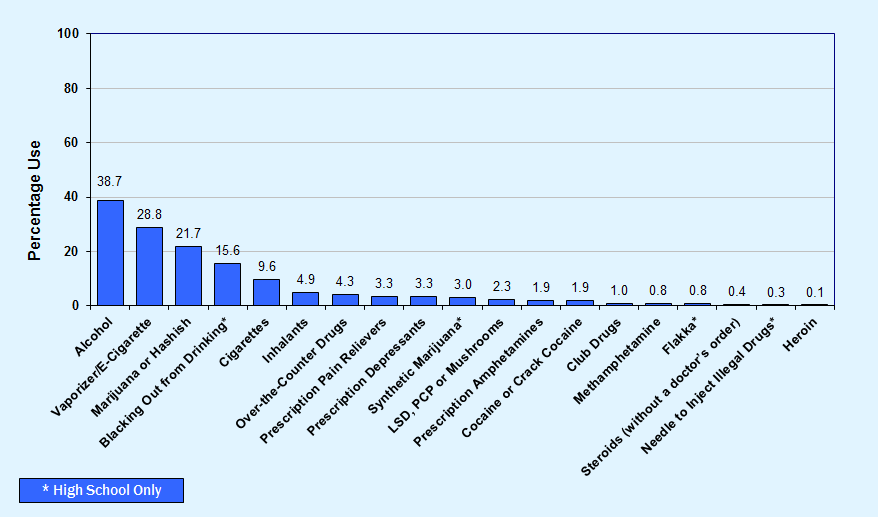 Percentage Use
100
80
60
40
20
0
38.7
28.8
21.7
15.6
9.6
4.9
4.3
3.3
3.3
3.0
2.3
1.9
1.9
1.0
0.8
0.8
0.4
0.3
0.1
Alcohol
Vaporizer/E-Cigarette
Marijuana or Hashish
Blacking Out from Drinking*
Cigarettes
Inhalants
Over-the-Counter Drugs
Prescription Pain Relievers
Prescription Depressants
Synthetic Marijuana*
LSD, PCP or Mushrooms
Prescription Amphetamines
Cocaine or Crack Cocaine
Club Drugs
Methamphetamine
Flakka*
Steroids (without a doctor's order)
Needle to Inject Illegal Drugs*
Heroin
* High School Only